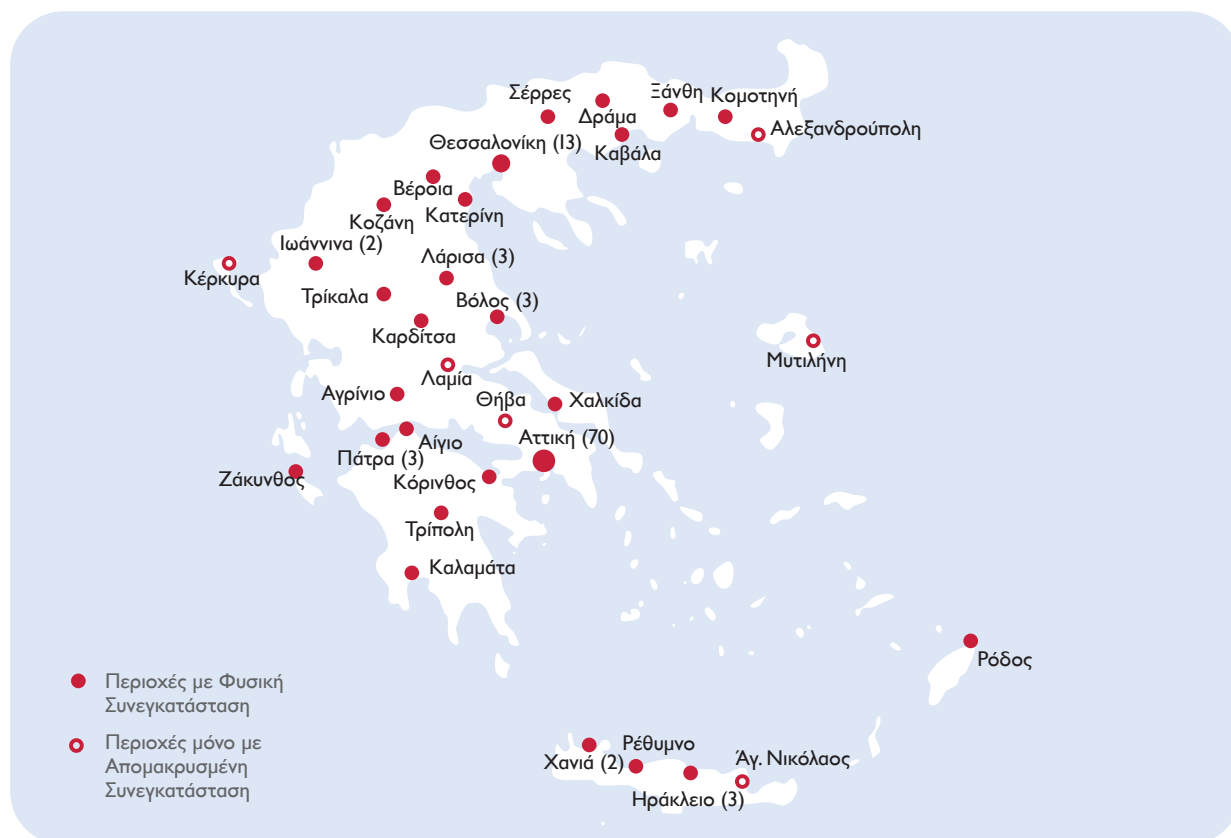 Σέρρες
Δράμα
Ξάνθη
Κομοτηνή
Αλεξανδρούπολη
Θεσσαλονίκη (13)
Καβάλα
Βέροια
Κοζάνη
Κατερίνη
Ιωάννινα (2)
Λάρισα (3)
Κέρκυρα
Τρίκαλα
Βόλος (3)
Καρδίτσα
Μυτιλήνη
Λαμία
Αγρίνιο
Θήβα
Χαλκίδα
Αίγιο
Αττική (70)
Πάτρα (3)
Ζάκυνθος
Κόρινθος
Τρίπολη
Καλαμάτα
Ρόδος
Περιοχές με Φυσική
Συνεγκατάσταση
Περιοχές μόνο με
Απομακρυσμένη
Συνεγκατάσταση
Χανιά (2)
Ρέθυμνο
Άγ. Νικόλαος
Ηράκλειο (3)